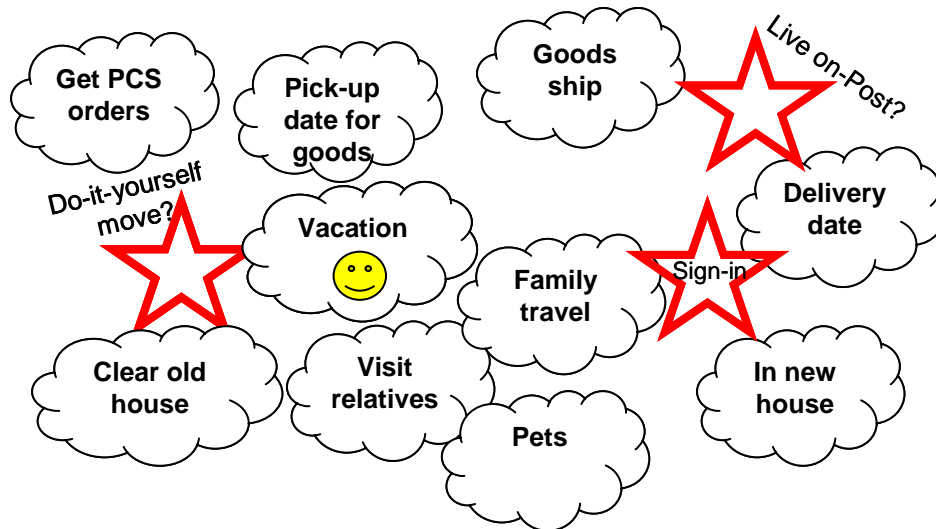 Get PCS
orders
Pick-up
date for
goods
Goods
ship
Live on-Post?
Do-it-yourself
move?
Vacation
Delivery
date
Family
travel
Sign-in
Clear old
house
Visit
relatives
In new
house
Pets